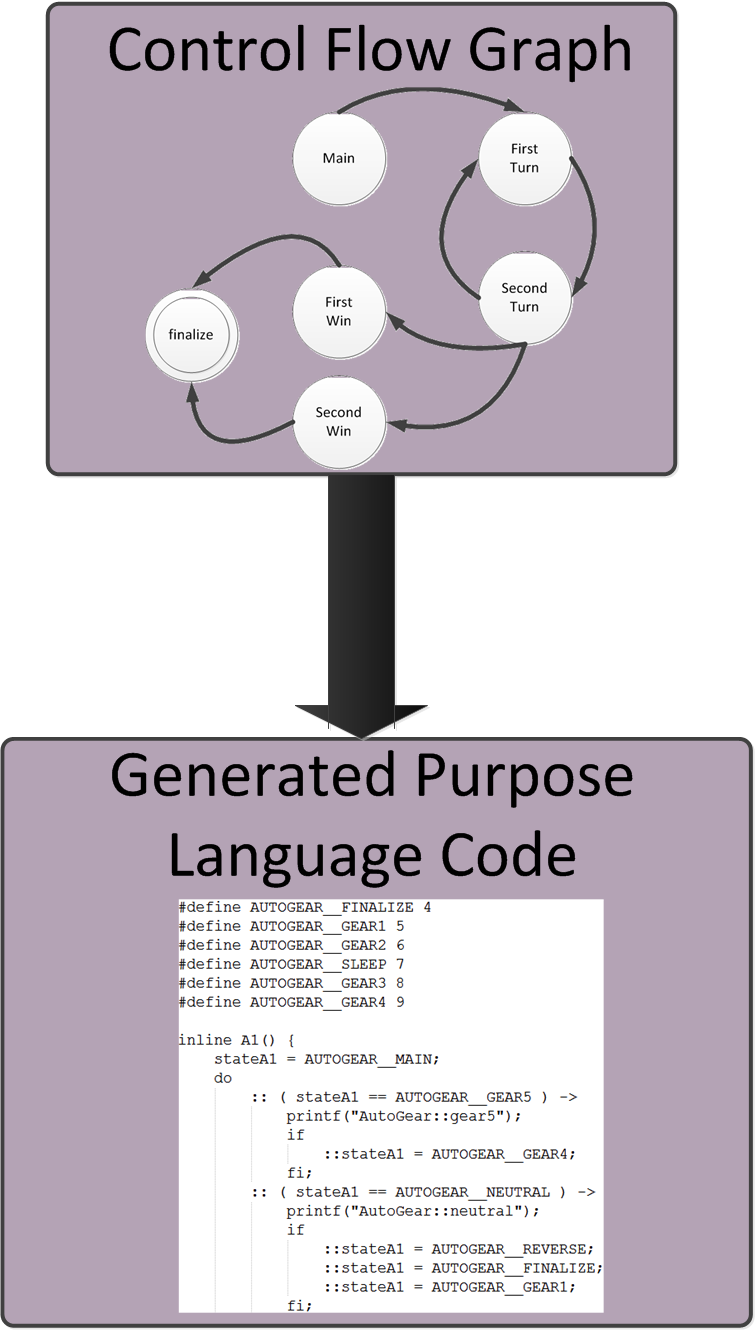 Control Flow Graph
Main
First
Turn
First
Win
Second
Turn
finalize
Second
Win
Generated Purpose
Language Code
#define AUTOGEAR__FINALIZE 4
#define AUTOGEAR__GEAR1 5
#define AUTOGEAR__GEAR2 6
#define AUTOGEAR__SLEEP 7
#define AUTOGEAR__GEAR3 8
#define AUTOGEAR__GEAR4 9
inline A1() {
stateA1 = AUTOGEAR__MAIN;
do
:: ( stateA1 == AUTOGEAR__GEAR5 ) ->
printf("AutoGear::gear5");
if
::stateA1 = AUTOGEAR__GEAR4;
fi;
:: ( stateA1 == AUTOGEAR__NEUTRAL ) ->
printf("AutoGear::neutral");
if
::stateA1 = AUTOGEAR__REVERSE;
::stateA1 = AUTOGEAR__FINALIZE;
::stateA1 = AUTOGEAR__GEAR1;
fi;